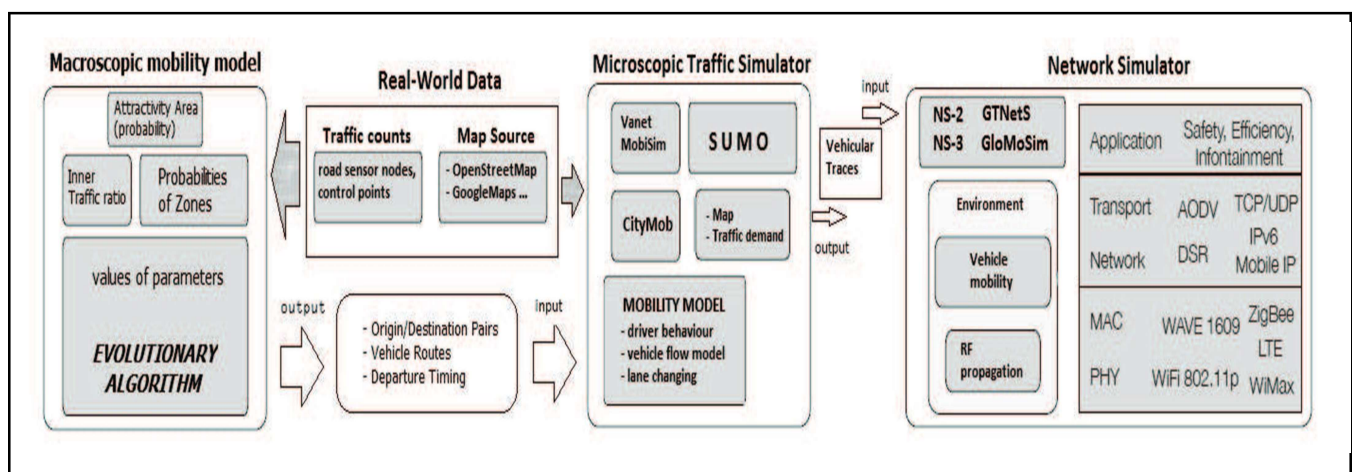 Macroscopic mobility model
Attractivity Area
(probability)
Inner
Traffic ratio
Probabilities
of Zones
values of parameters
EVOLUTIONARY
ALGORITHM
Real-World Data
Traffic counts
road sensor nodes,
control points
Map Source
- OpenStreetMap
- GoogleMaps ...
output
- Origin/Destination Pairs
- Vehicle Routes
- Departure Timing
input
Microscopic Traffic Simulator
Vanet
MobiSim
SUMO
CityMob
- Map
- Traffic demand
MOBILITY MODEL
- driver behaviour
- vehicle flow model
- lane changing
output
Vehicular
Traces
input
Network Simulator
NS-2 GTNetS
NS-3 GloMoSim
Environment
Vehicle
mobility
RF
propagation
Application
Safety, Efficiency,
Infontainment
Transport AODV TCP/UDP
IPv6
Network DSR Mobile IP
MAC WAVE 1609 ZigBee
LTE
PHY WiFi 802.11p WiMax